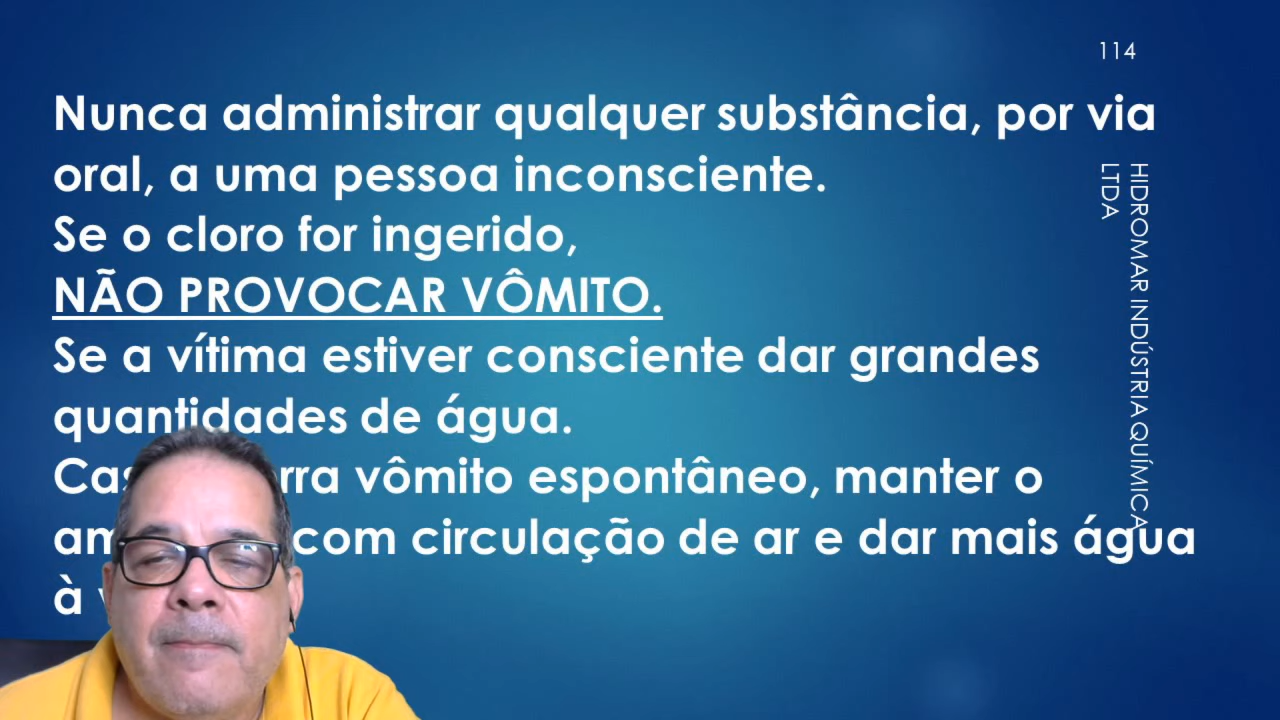 114
Nunca administrar qualquer substância, por via
oral, a uma pessoa inconsciente.
Se o cloro for ingerido,
NÃO PROVOCAR VÔMITO.
Se a vítima estiver consciente dar grandes
quantidades de água.
vômito espontâneo, manter o
com circulação de ar e dar mais água
à
HIDROMAR INDÚSTRIA QUÍMICA
LTDA